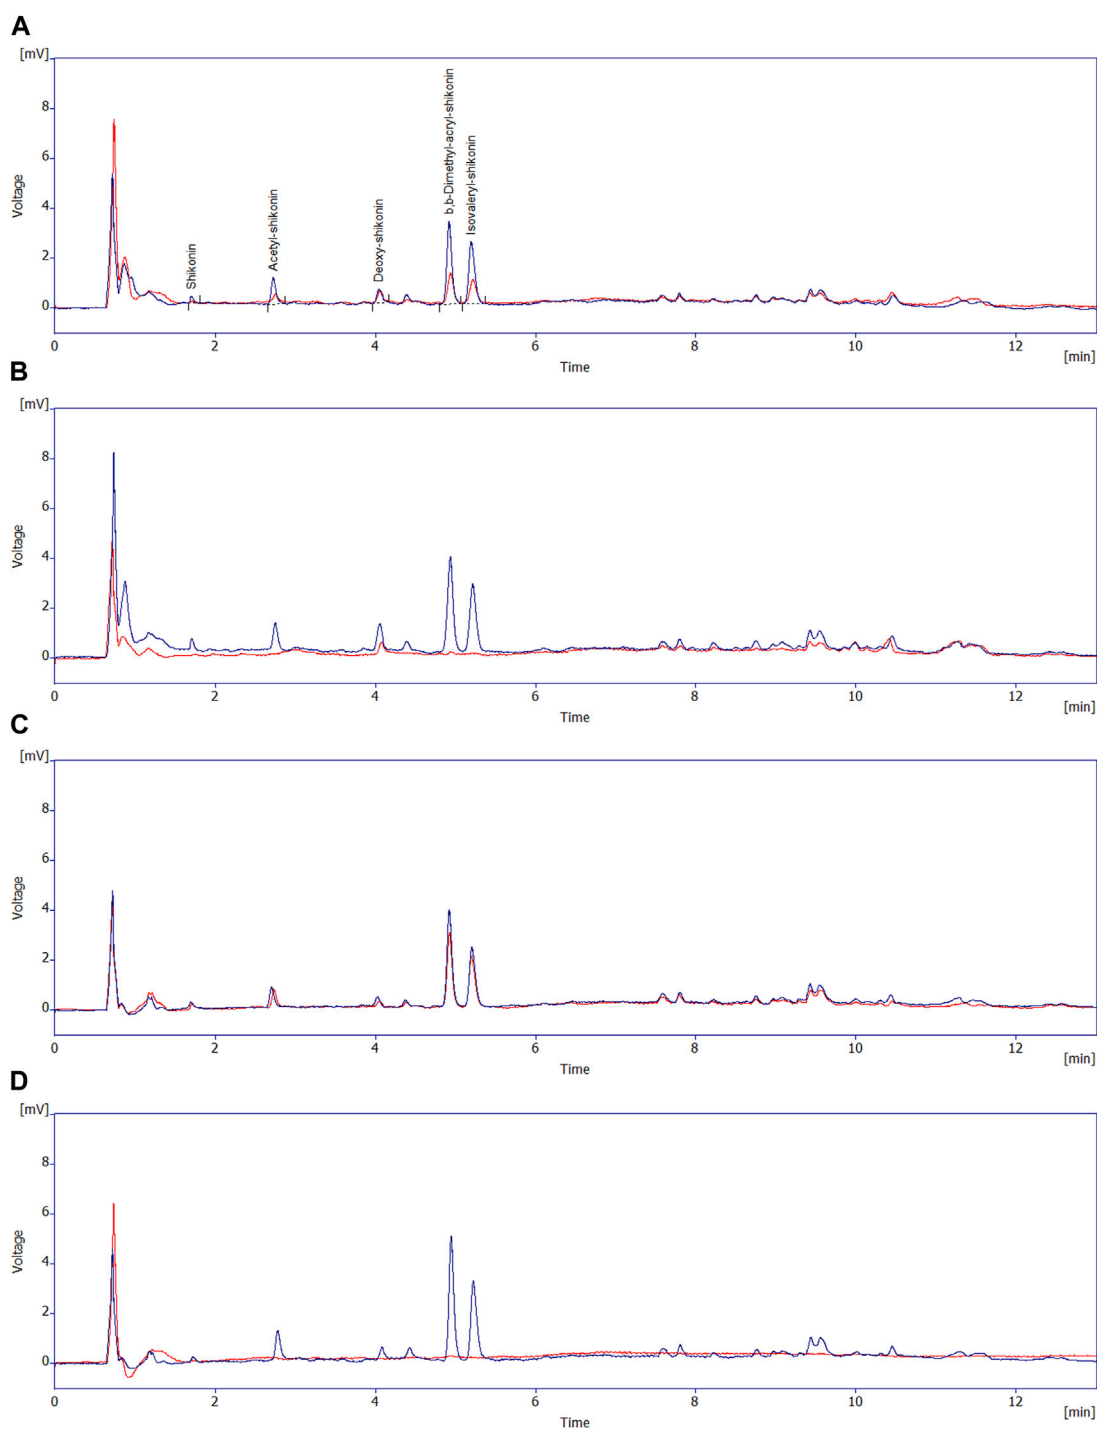 A
[mV]
8
6
4
2
0
Voltage
Shikonin
Acetyl-shikonin
Deoxy-shikonin
b,b-Dimethyl-acryl-shikonin
Isovaleryl-shikonin
0 2 4 6 8 10 12
Time [min]
B
[mV]
8
6
4
2
0
Voltage
0 2 4 6 8 10 12
Time [min]
C
[mV]
8
6
4
2
0
Voltage
0 2 4 6 8 10 12
Time [min]
D
[mV]
8
6
4
2
0
Voltage
0 2 4 6 8 10 12
Time [min]